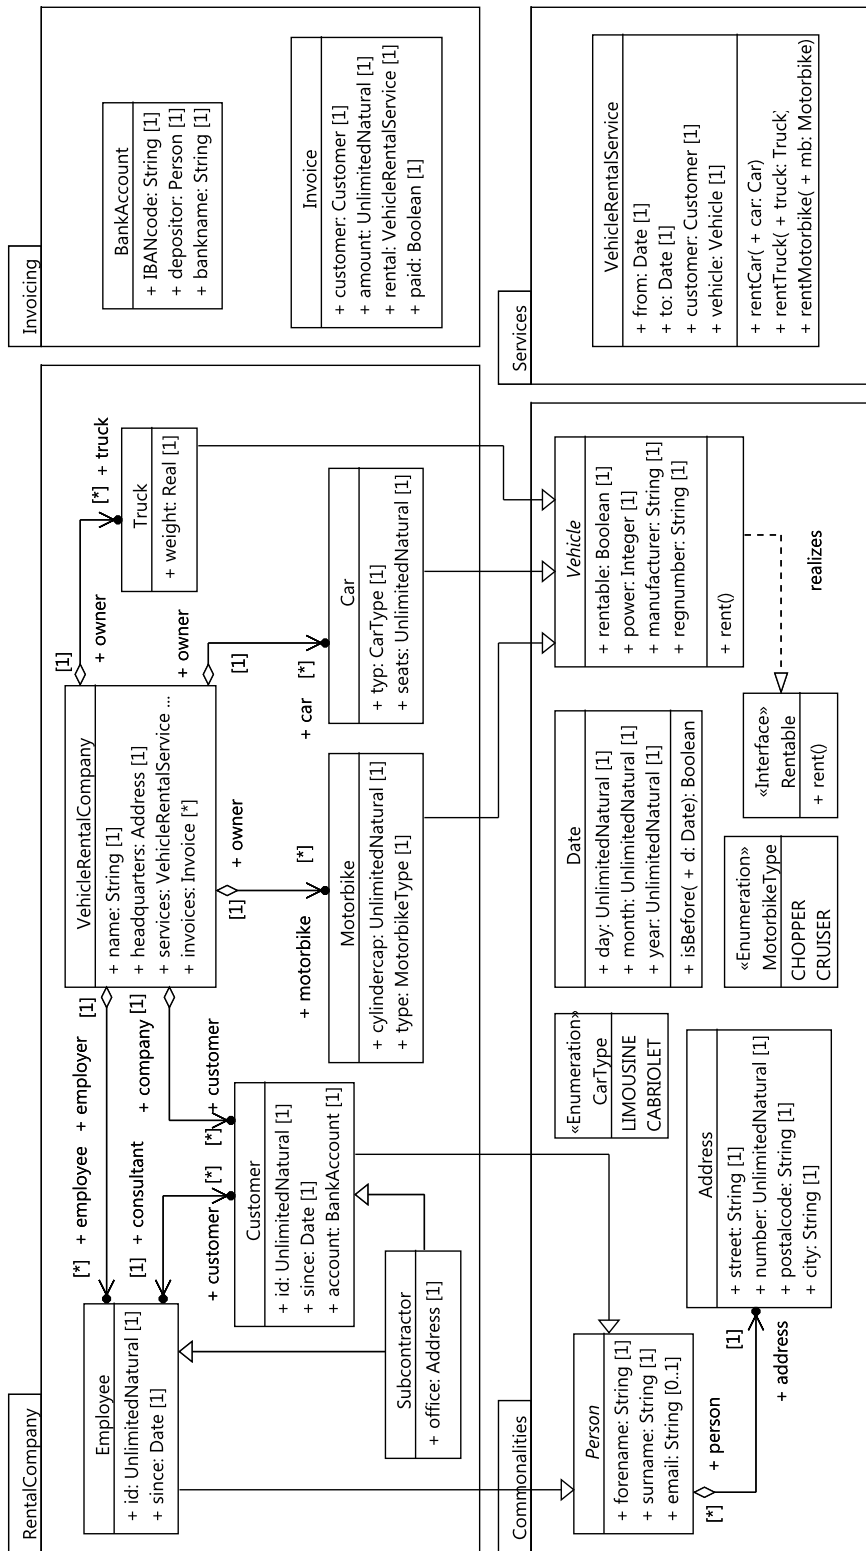 RentalCompany
Employee
+ id: UnlimitedNatural [1]
+ since: Date [1]
[*] + employee + employer [1]
[1] + consultant
+ company [1]
+ customer [*]
[*] + customer
Customer
+ id: UnlimitedNatural [1]
+ since: Date [1]
+ account: BankAccount [1]
Subcontractor
+ office: Address [1]
VehicleRentalCompany
+ name: String [1]
+ headquarters: Address [1]
+ services: VehicleRentalService ...
+ invoices: Invoice [*]
[1]
+ owner
[*] + truck
Truck
+ weight: Real [1]
+ owner
[1]
+ car [*]
Car
+ typ: CarType [1]
+ seats: UnlimitedNatural [1]
[1] + owner
+ motorbike [*]
Motorbike
+ cylindercap: UnlimitedNatural [1]
+ type: MotorbikeType [1]
Invoicing
BankAccount
+ IBANcode: String [1]
+ depositor: Person [1]
+ bankname: String [1]
Invoice
+ customer: Customer [1]
+ amount: UnlimitedNatural [1]
+ rental: VehicleRentalService [1]
+ paid: Boolean [1]
Commonalities
Person
+ forename: String [1]
+ surname: String [1]
+ email: String [0..1]
[*] + person
[1]
+ address
Address
+ street: String [1]
+ number: UnlimitedNatural [1]
+ postalcode: String [1]
+ city: String [1]
«Enumeration»
CarType
LIMOUSINE
CABRIOLET
Date
+ day: UnlimitedNatural [1]
+ month: UnlimitedNatural [1]
+ year: UnlimitedNatural [1]
+ isBefore( + d: Date): Boolean
«Enumeration»
MotorbikeType
CHOPPER
CRUISER
Vehicle
+ rentable: Boolean [1]
+ power: Integer [1]
+ manufacturer: String [1]
+ regnumber: String [1]
+ rent()
realizes
«Interface»
Rentable
+ rent()
Services
VehicleRentalService
+ from: Date [1]
+ to: Date [1]
+ customer: Customer [1]
+ vehicle: Vehicle [1]
+ rentCar( + car: Car)
+ rentTruck( + truck: Truck)
+ rentMotorbike( + mb: Motorbike)